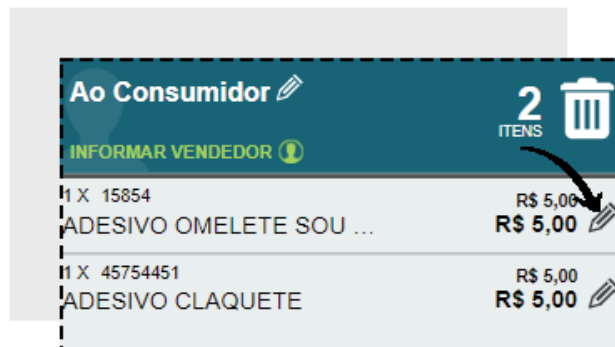 Ao Consumidor
2
ITENS
INFORMAR VENDEDOR
1 X 15854
R$ 5,00
ADESIVO OMELETE SOU ...
R$ 5,00
1 X 45754451
R$ 5,00
ADESIVO CLAQUETE
R$ 5,00